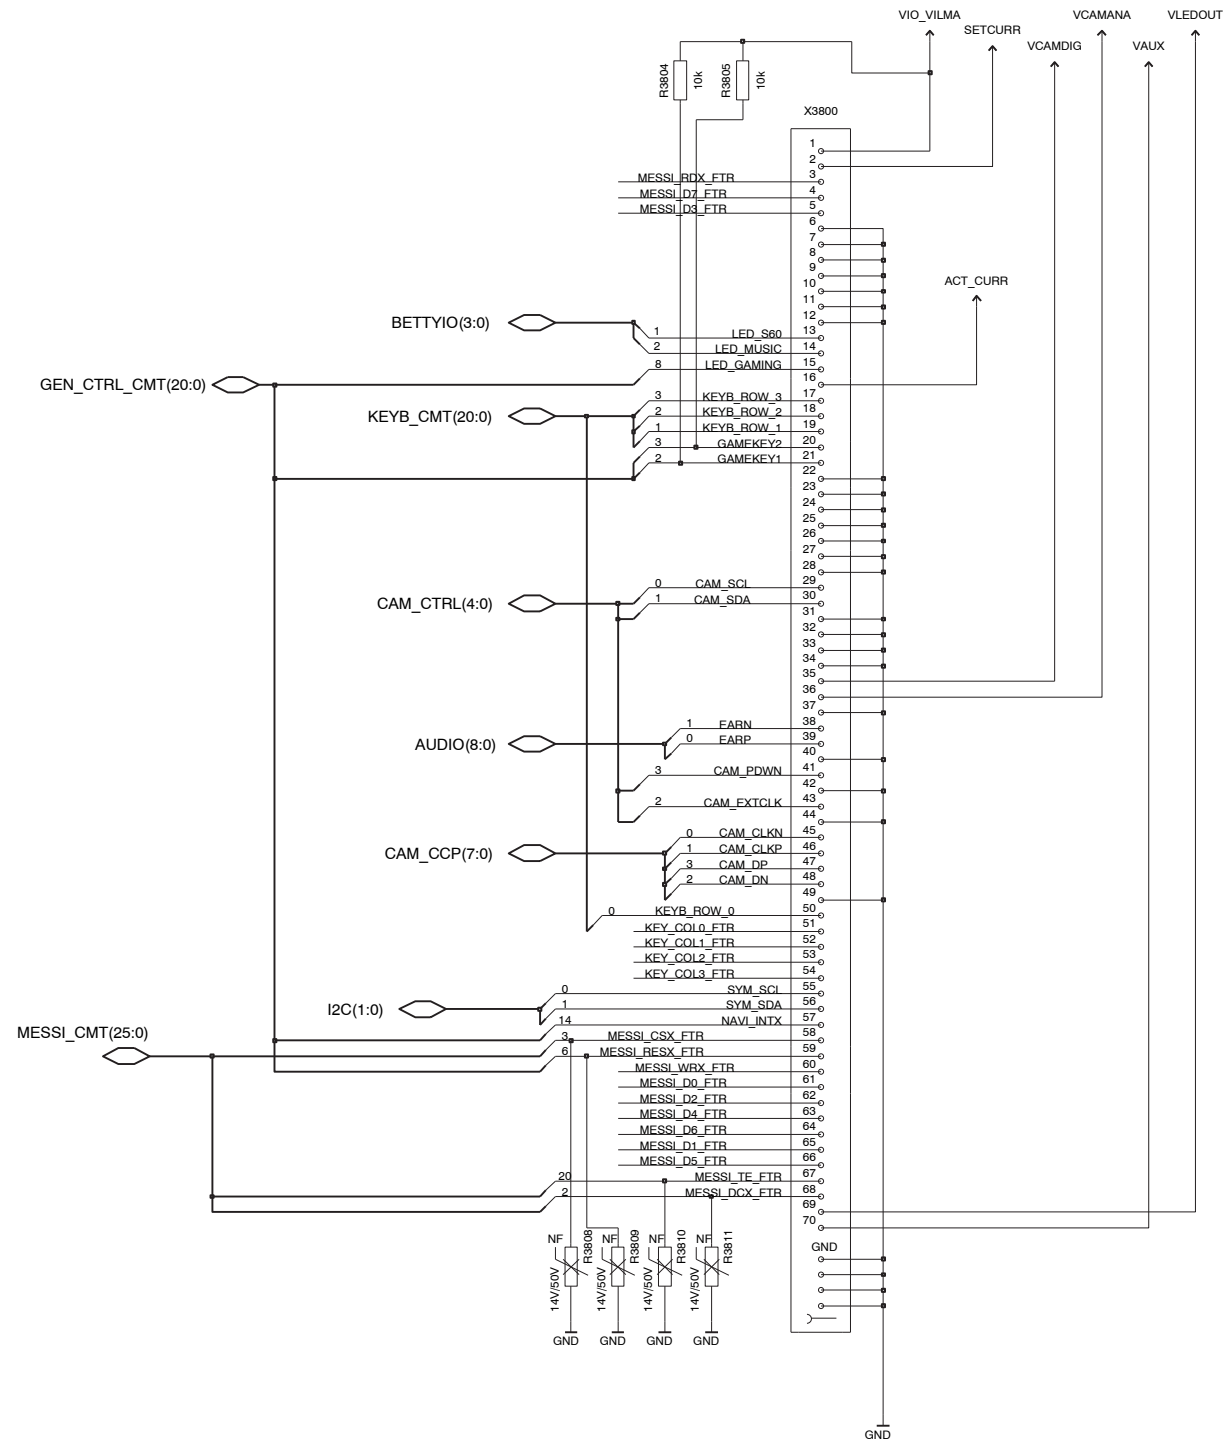 VIO_VILMA
VCAMANA
VLEDOUT
SETCURR
VCAMDIG
VAUX
R3804
10k
R3805
10k
X3800
1
2
MESSI_RDX_FTR 3
MESSI_D7_FTR 4
MESSI_D3_FTR 5
6
7
8
9
10
ACT_CURR
11
12
BETTYIO(3:0)
1 LED_S60 13
2 LED_MUSIC 14
8 LED_GAMING 15
GEN_CTRL_CMT(20:0)
16
3 KEYB_ROW_3 17
KEYB_CMT(20:0)
2 KEYB_ROW_2 18
1 KEYB_ROW_1 19
3 GAMEKEY2 20
2 GAMEKEY1 21
22
23
24
25
26
27
28
0 CAM_SCL 29
CAM_CTRL(4:0)
1 CAM_SDA 30
31
32
33
34
35
36
37
1 EARN 38
AUDIO(8:0)
0 EARP 39
40
3 CAM_PDWN 41
42
2 CAM_EXTCLK 43
44
0 CAM_CLKN 45
CAM_CCP(7:0)
1 CAM_CLKP 46
3 CAM_DP 47
2 CAM_DN 48
49
0 KEYB_ROW_0 50
KEY_COL0_FTR 51
KEY_COL1_FTR 52
KEY_COL2_FTR 53
KEY_COL3_FTR 54
0 SYM_SCL 55
I2C(1:0)
1 SYM_SDA 56
14 NAVI_INTX 57
MESSI_CMT(25:0)
3 MESSI_CSX_FTR 58
6 MESSI_RESX_FTR 59
MESSI_WRX_FTR 60
MESSI_D0_FTR 61
MESSI_D2_FTR 62
MESSI_D4_FTR 63
MESSI_D6_FTR 64
MESSI_D1_FTR 65
MESSI_D5_FTR 66
20 MESSI_TE_FTR 67
2 MESSI_DCX_FTR 68
69
70
NF R3808 NF R3809 NF R3810 NF R3811
GND
14V/50V 14V/50V 14V/50V 14V/50V
GND GND GND GND
GND